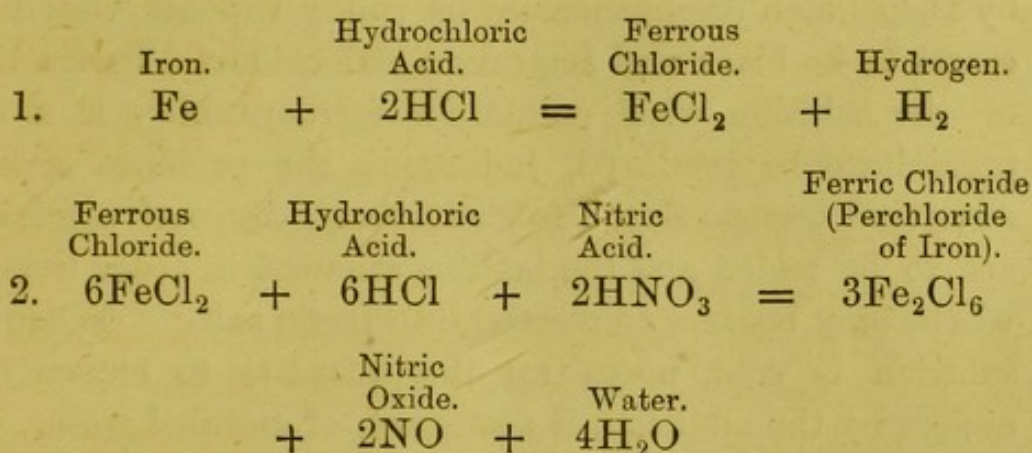 Hydrochloric Ferrous
Iron. Acid. Chloride. Hydrogen.
1. Fe + 2HCl = FeCl₂ + H₂
Ferric Chloride
Ferrous Hydrochloric Nitric (Perchloride
Chloride. Acid. Acid. of Iron).
2. 6FeCl₂ + 6HCl + 2HNO₃ = 3Fe₂Cl₆
Nitric
Oxide. Water.
+ 2NO + 4H₂O